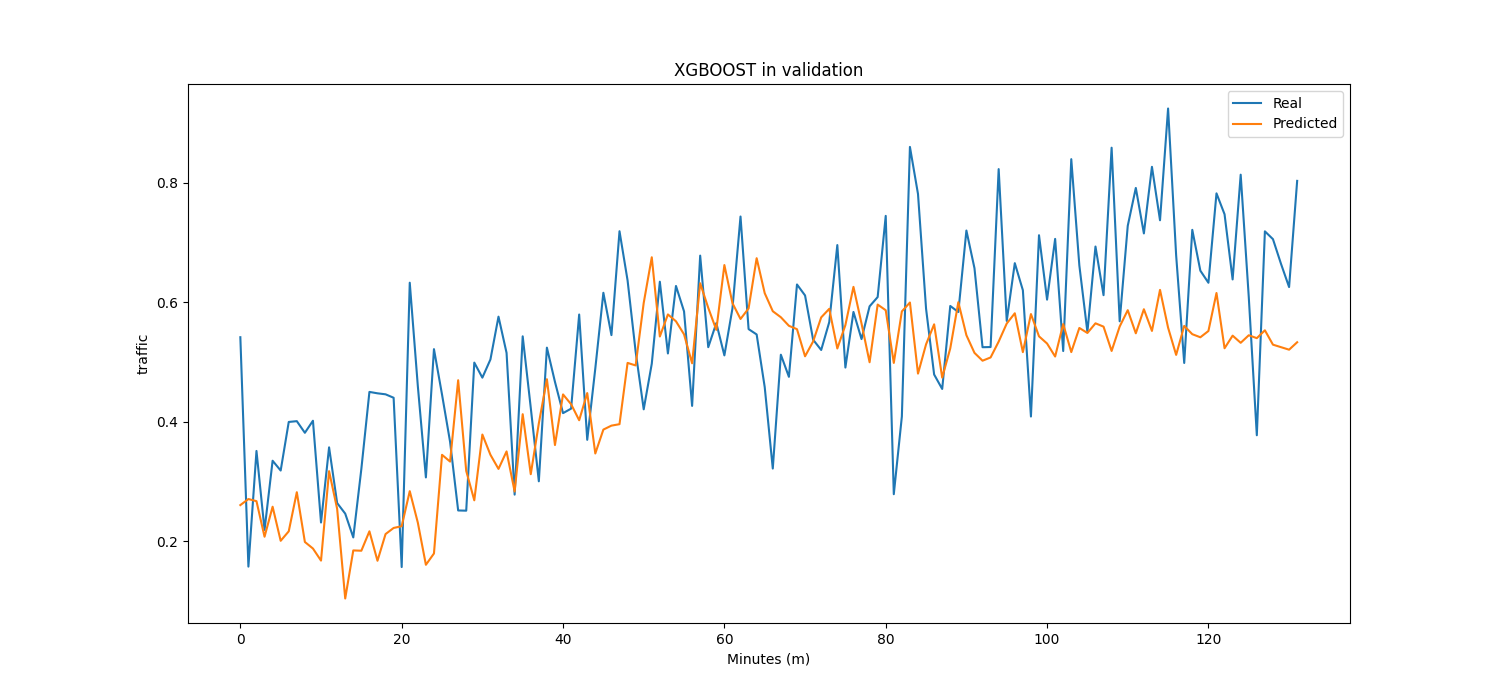 XGBOOST in validation
Real
Predicted
traffic
0.8
0.6
0.4
0.2
0 20 40 60 80 100 120
Minutes (m)